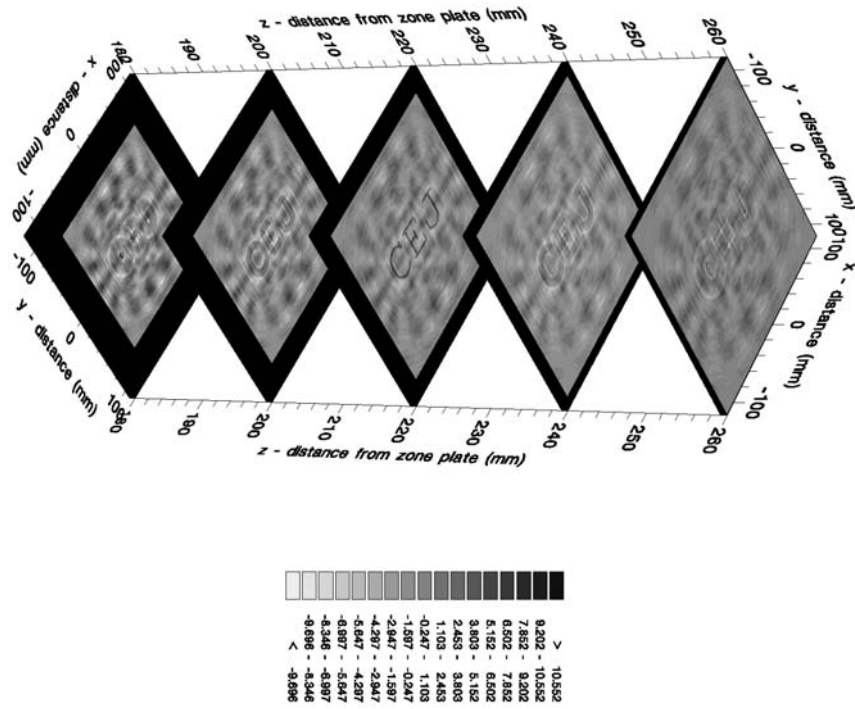 z - distance from zone plate (mm)
180 190 200 210 220 230 240 250 260
x - distance (mm)
100 0 -100
y - distance (mm)
-100 0 100
y - distance (mm)
-100 0 100
x - distance (mm)
100 0 -100
CEJ CEJ CEJ CEJ CEJ
180 190 200 210 220 230 240 250 260
z - distance from zone plate (mm)
> 10.552
9.202 - 10.552
7.852 - 9.202
6.502 - 7.852
5.152 - 6.502
3.803 - 5.152
2.453 - 3.803
1.103 - 2.453
-0.247 - 1.103
-1.597 - -0.247
-2.947 - -1.597
-4.297 - -2.947
-5.647 - -4.297
-6.997 - -5.647
-8.346 - -6.997
-9.696 - -8.346
< -9.696